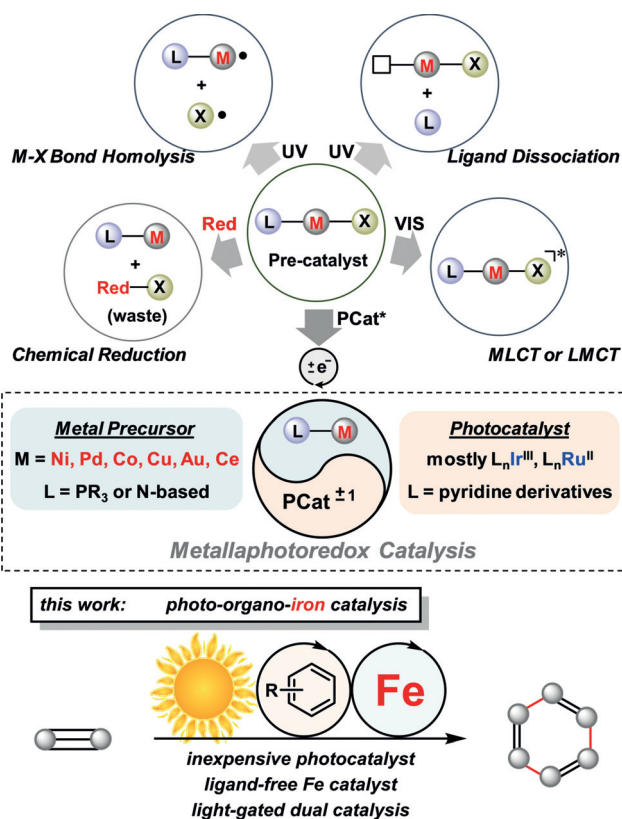 L M •
+
X •
M X
+
L
M-X Bond Homolysis
UV UV
Ligand Dissociation
L M
+
Red X
(waste)
Chemical Reduction
Red
L M X
Pre-catalyst
VIS
L M X ⎤*
MLCT or LMCT
PCat*
± e⁻
Metal Precursor
M = Ni, Pd, Co, Cu, Au, Ce
L = PR₃ or N-based
L M
PCat ±1
Photocatalyst
mostly LₙIrᴵᴵᴵ, LₙRuᴵᴵ
L = pyridine derivatives
Metallaphotoredox Catalysis
this work: photo-organo-iron catalysis
R
Fe
inexpensive photocatalyst
ligand-free Fe catalyst
light-gated dual catalysis